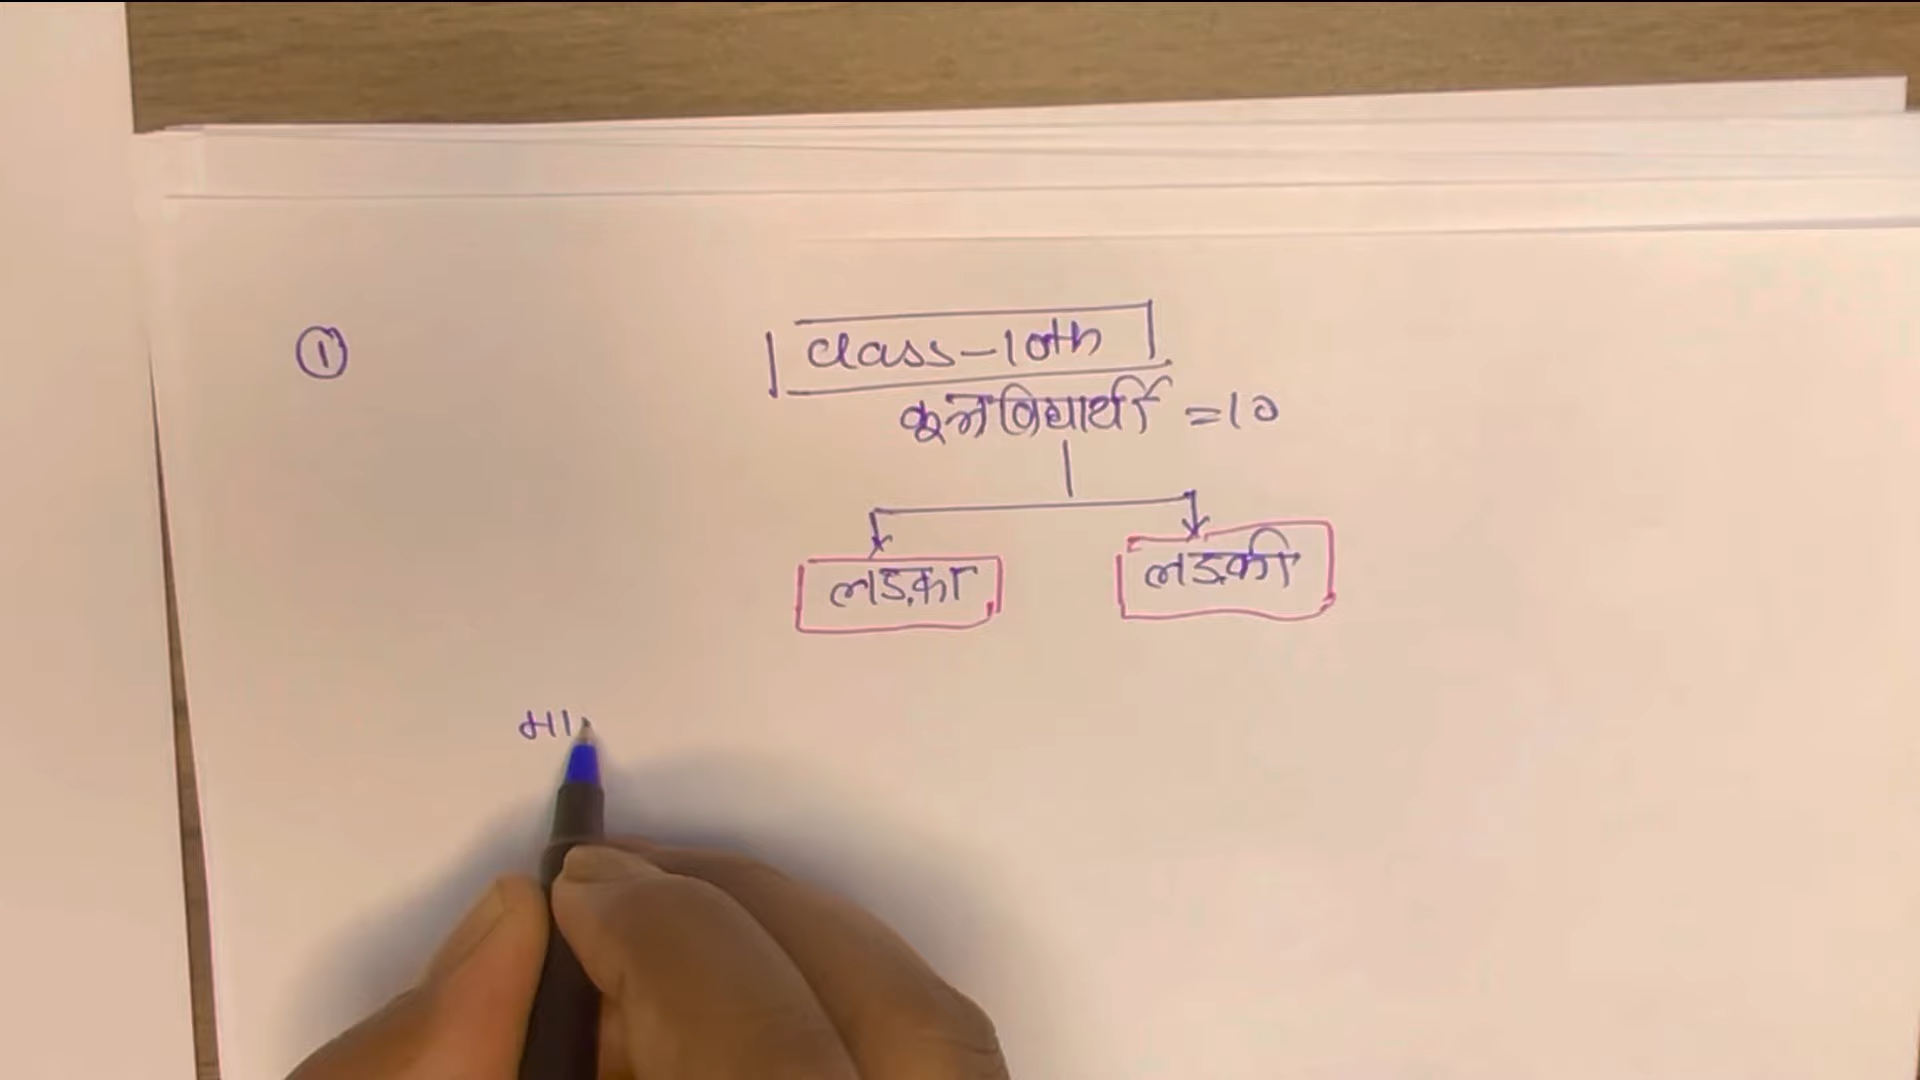 ①
Class-10th
कुल विद्यार्थी = 10
लड़का लड़की
मा